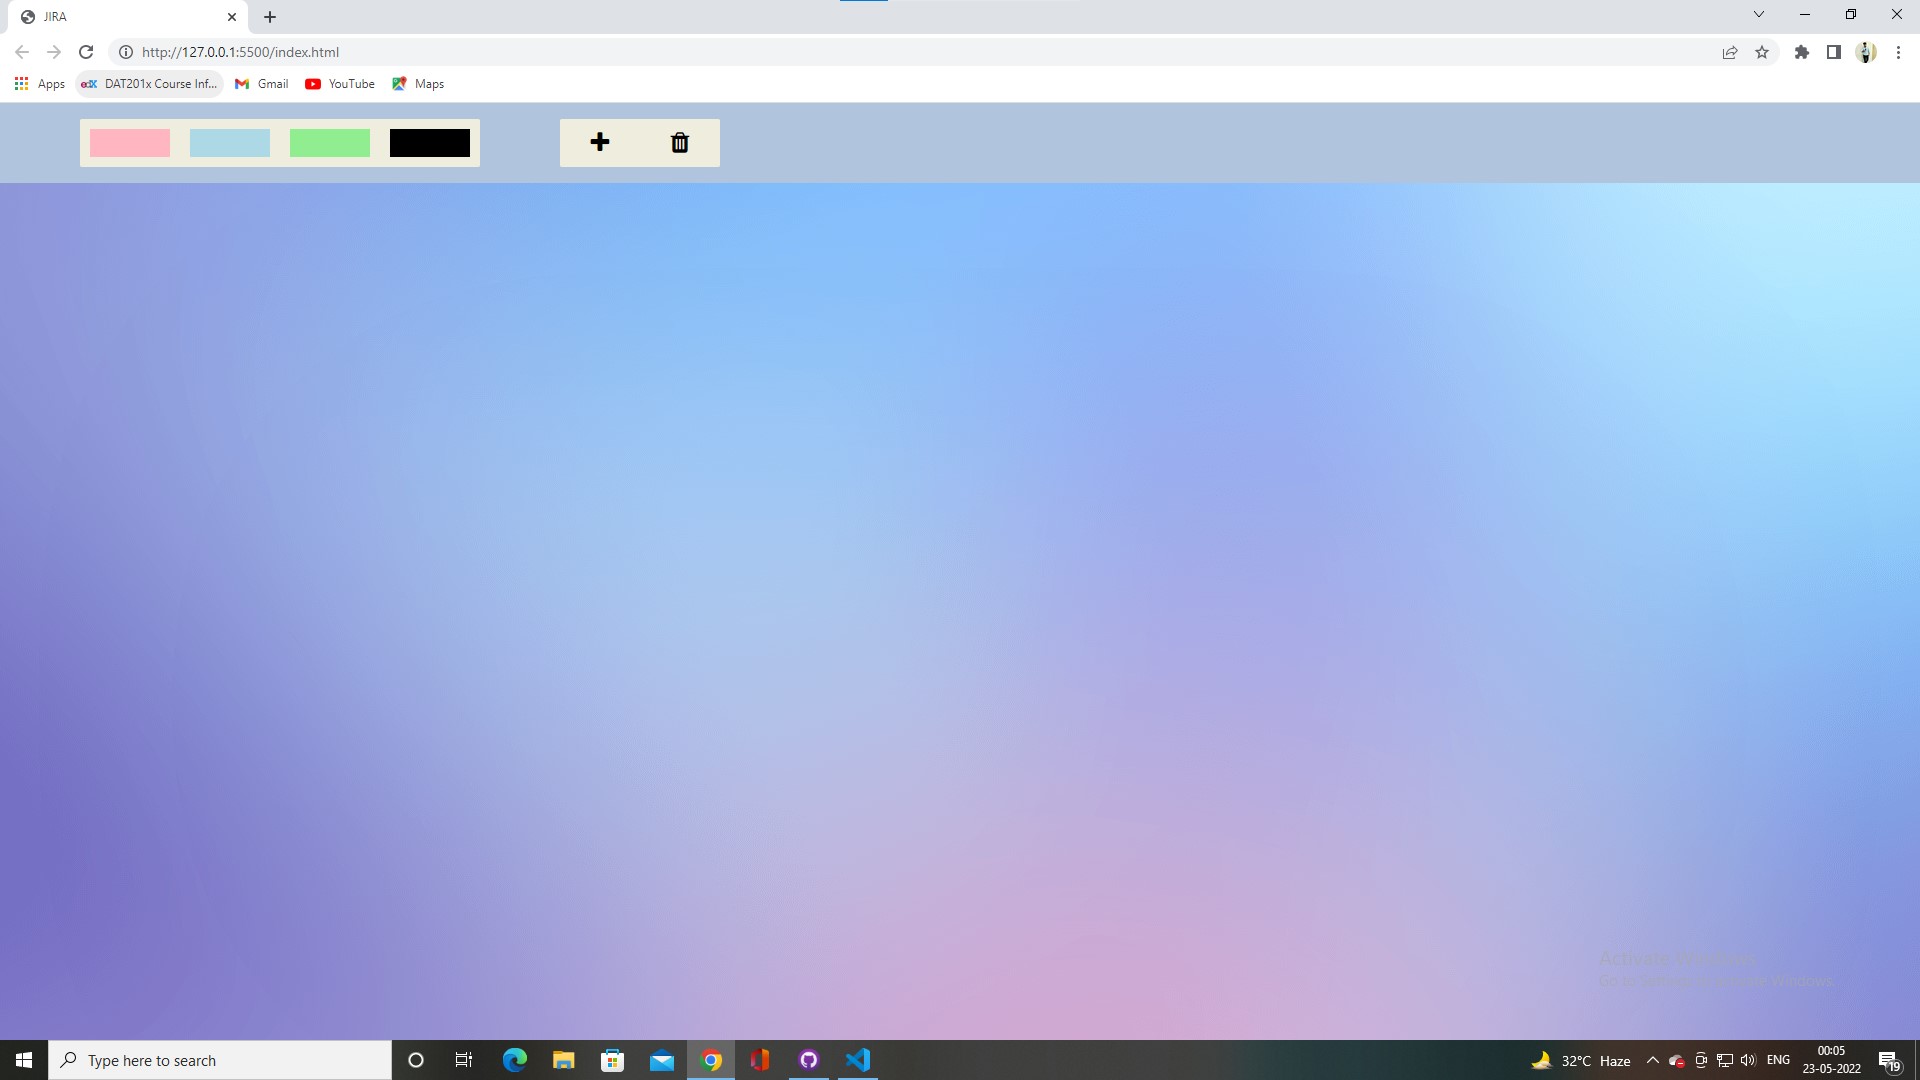 JIRA
http://127.0.0.1:5500/index.html
Apps
edX DAT201x Course Inf...
Gmail
YouTube
Maps
Activate Windows
Go to Settings to activate Windows.
Type here to search
32°C Haze
ENG
00:05
23-05-2022
19